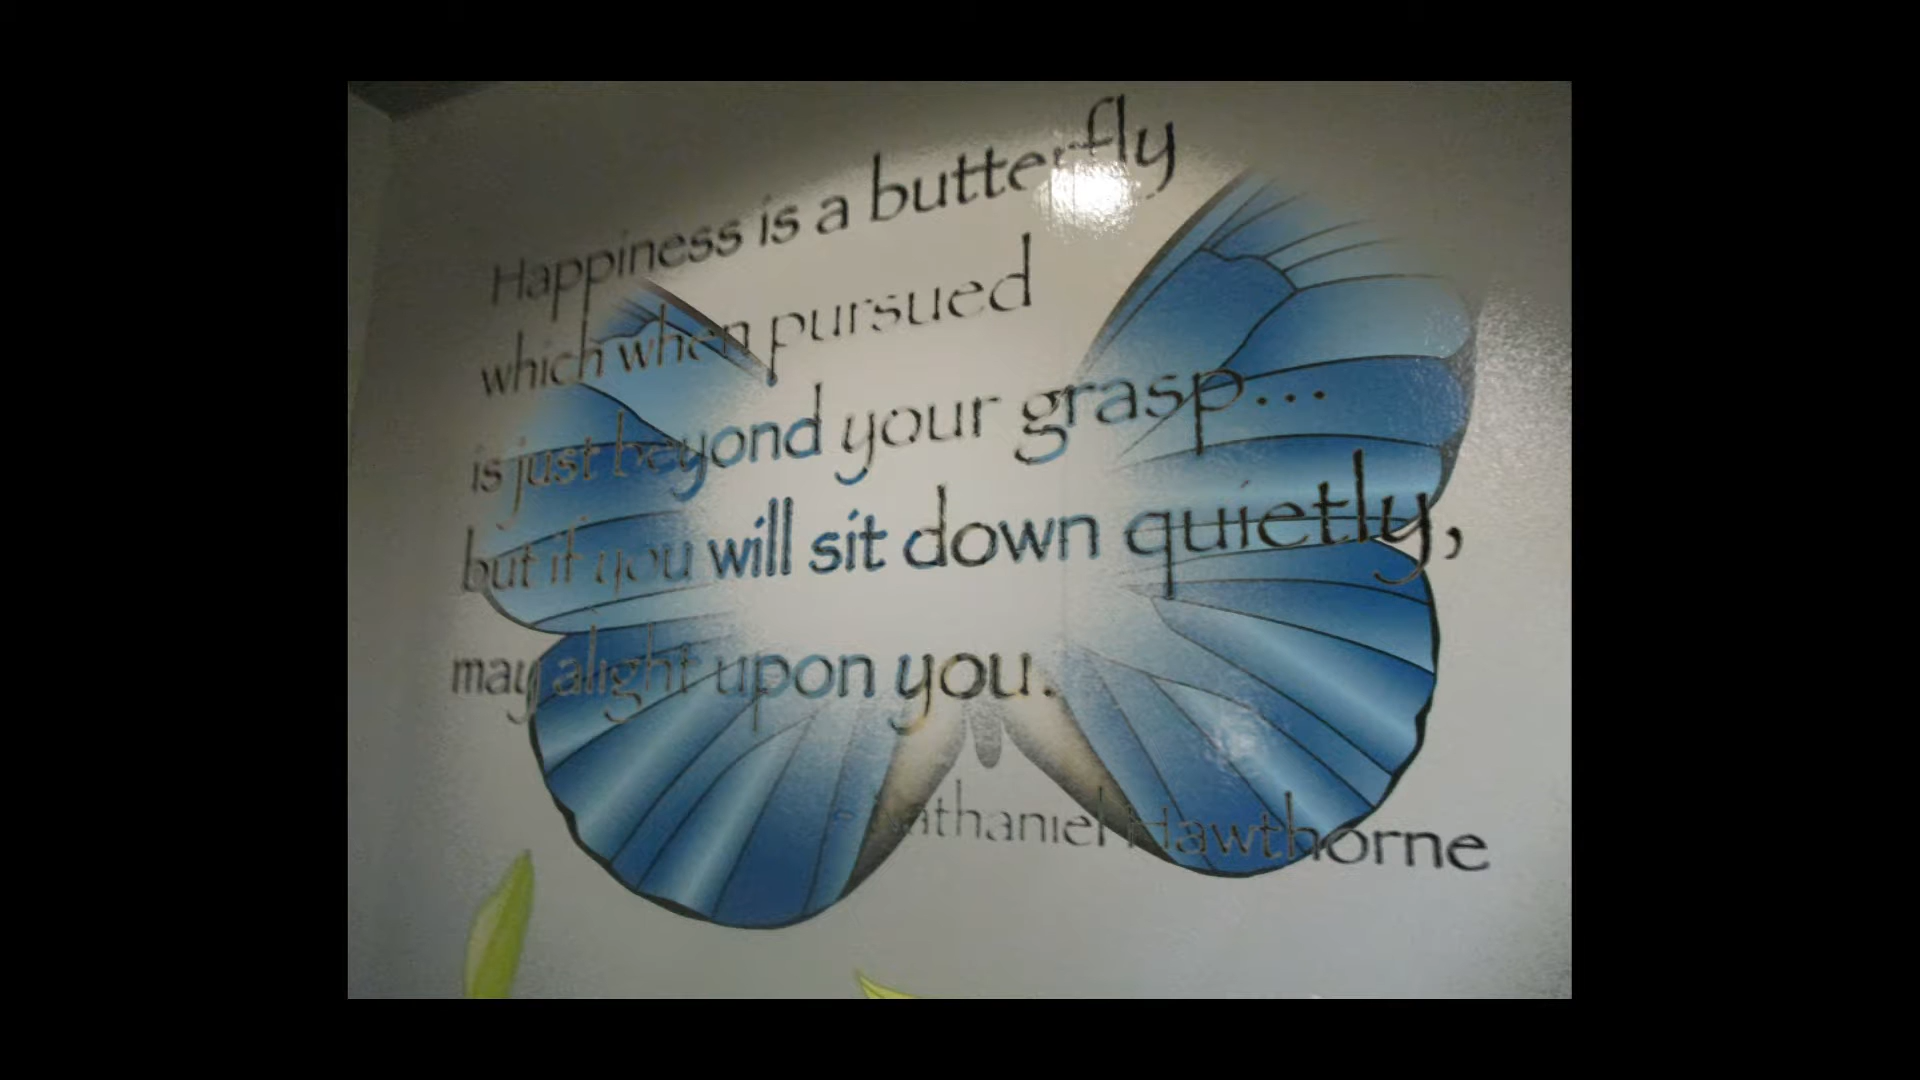 Happiness is a butterfly
which when pursued
is just beyond your grasp...
but if you will sit down quietly,
may alight upon you.
- Nathaniel Hawthorne